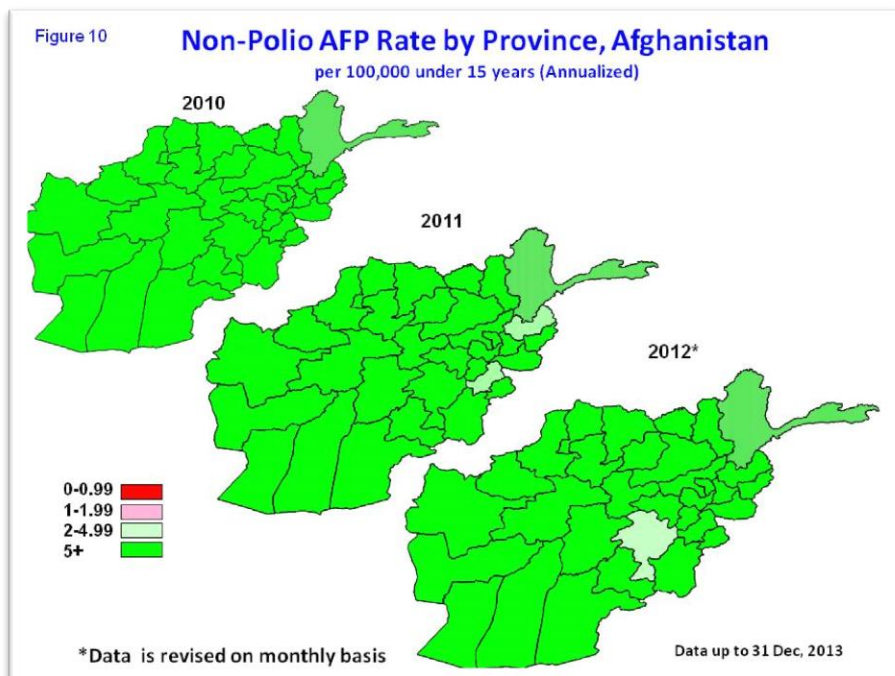 Figure 10
Non-Polio AFP Rate by Province, Afghanistan
per 100,000 under 15 years (Annualized)
2010
2011
2012*
0-0.99
1-1.99
2-4.99
5+
*Data is revised on monthly basis
Data up to 31 Dec, 2013